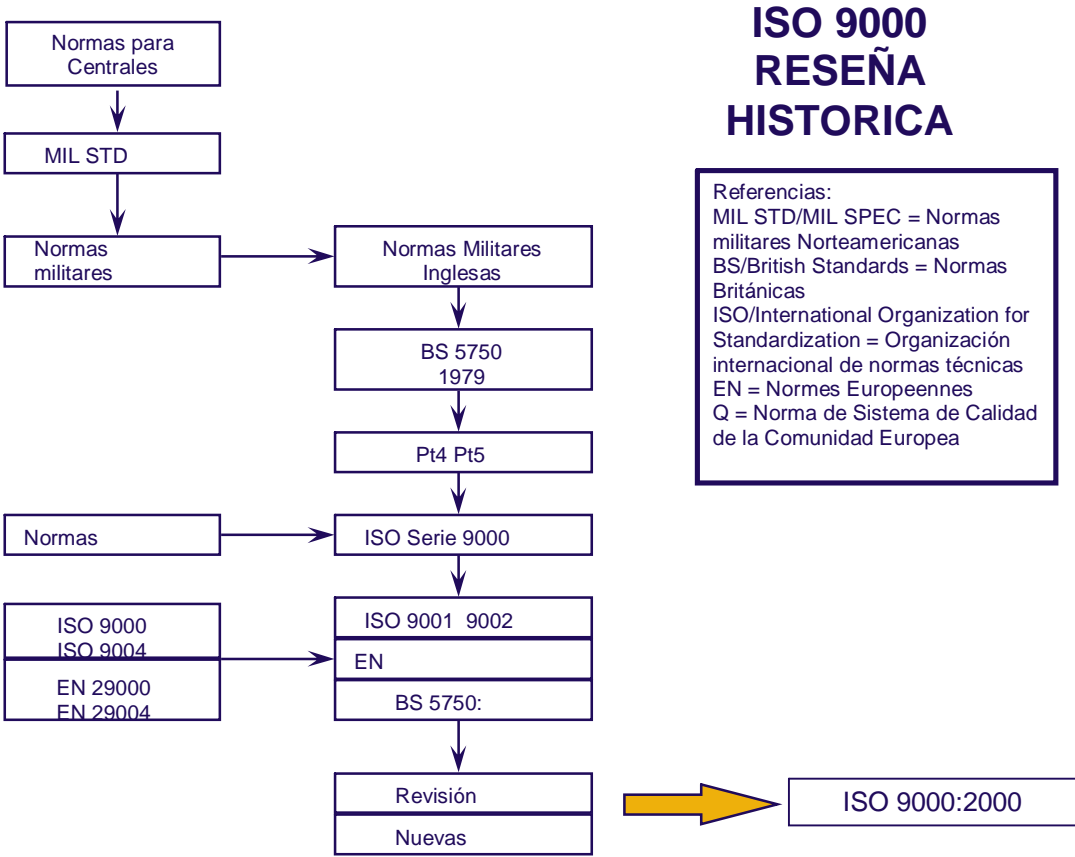 ISO 9000
RESEÑA
HISTORICA
Normas para
Centrales
MIL STD
Normas
militares
Normas Militares
Inglesas
BS 5750
1979
Pt4 Pt5
Normas
ISO Serie 9000
ISO 9000
ISO 9004
EN 29000
EN 29004
ISO 9001  9002
EN
BS 5750:
Revisión
Nuevas
ISO 9000:2000
Referencias:
MIL STD/MIL SPEC = Normas
militares Norteamericanas
BS/British Standards = Normas
Británicas
ISO/International Organization for
Standardization = Organización
internacional de normas técnicas
EN = Normes Europeennes
Q = Norma de Sistema de Calidad
de la Comunidad Europea